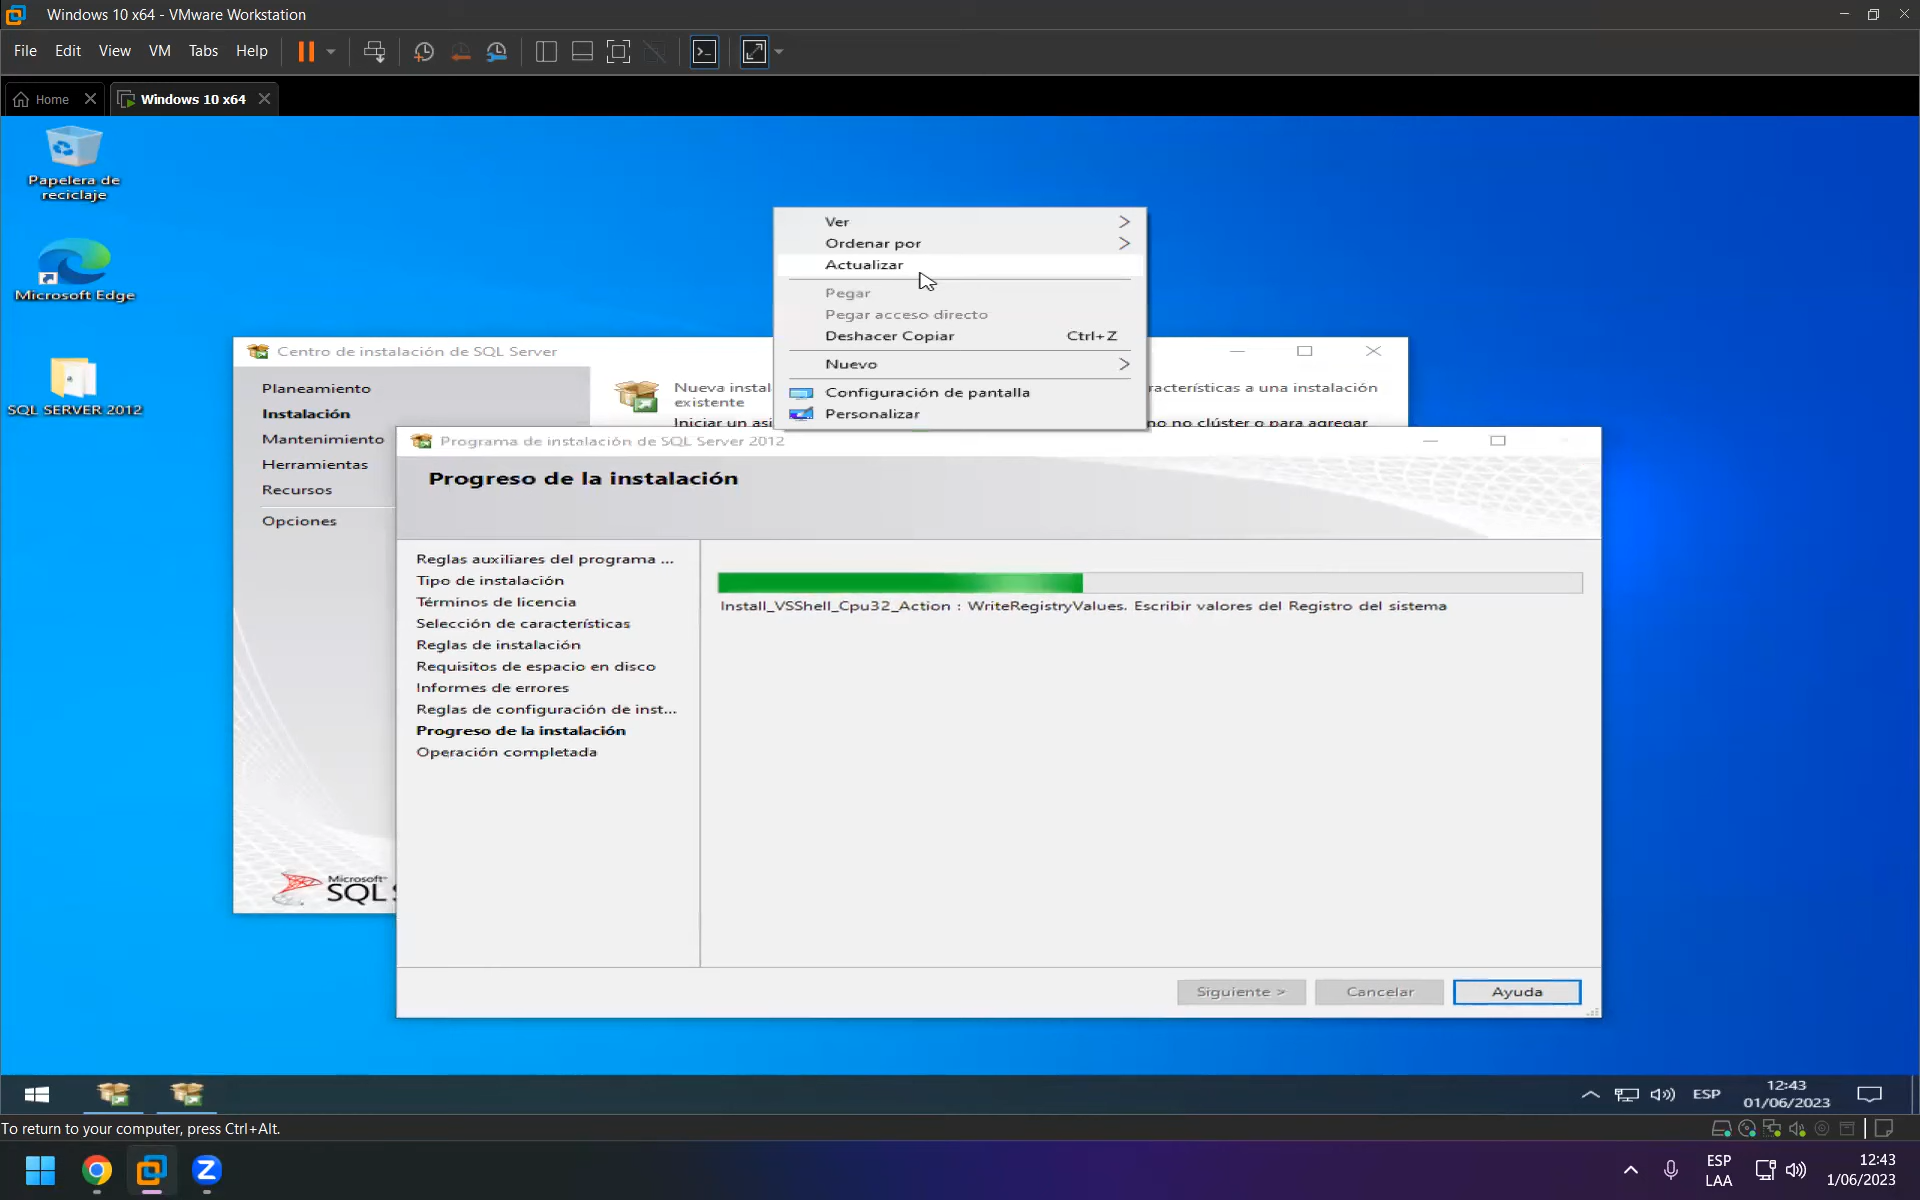 Windows 10 x64 - VMware Workstation
File Edit View VM Tabs Help
Home
Windows 10 x64
Papelera de
reciclaje
Microsoft Edge
SQL SERVER 2012
Ver
Ordenar por
Actualizar
Pegar
Pegar acceso directo
Deshacer Copiar Ctrl+Z
Nuevo
Configuración de pantalla
Personalizar
Centro de instalación de SQL Server
Planeamiento
Instalación
Mantenimiento
Herramientas
Recursos
Opciones
Nueva instal racterísticas a una instalación
existente
Iniciar un asi no no clúster o para agregar
Microsoft
SQL
Programa de instalación de SQL Server 2012
Progreso de la instalación
Reglas auxiliares del programa ...
Tipo de instalación
Términos de licencia
Selección de características
Reglas de instalación
Requisitos de espacio en disco
Informes de errores
Reglas de configuración de inst...
Progreso de la instalación
Operación completada
Install_VSShell_Cpu32_Action : WriteRegistryValues. Escribir valores del Registro del sistema
Siguiente > Cancelar Ayuda
ESP
12:43
01/06/2023
To return to your computer, press Ctrl+Alt.
Z
ESP
LAA
12:43
1/06/2023